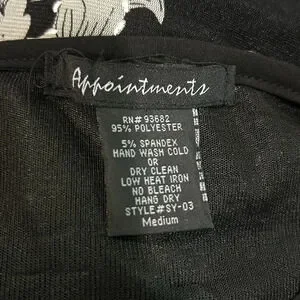 Appointments
RN# 93682
95% POLYESTER
5% SPANDEX
HAND WASH COLD
OR
DRY CLEAN
LOW HEAT IRON
NO BLEACH
HANG DRY
STYLE#SY-03
Medium